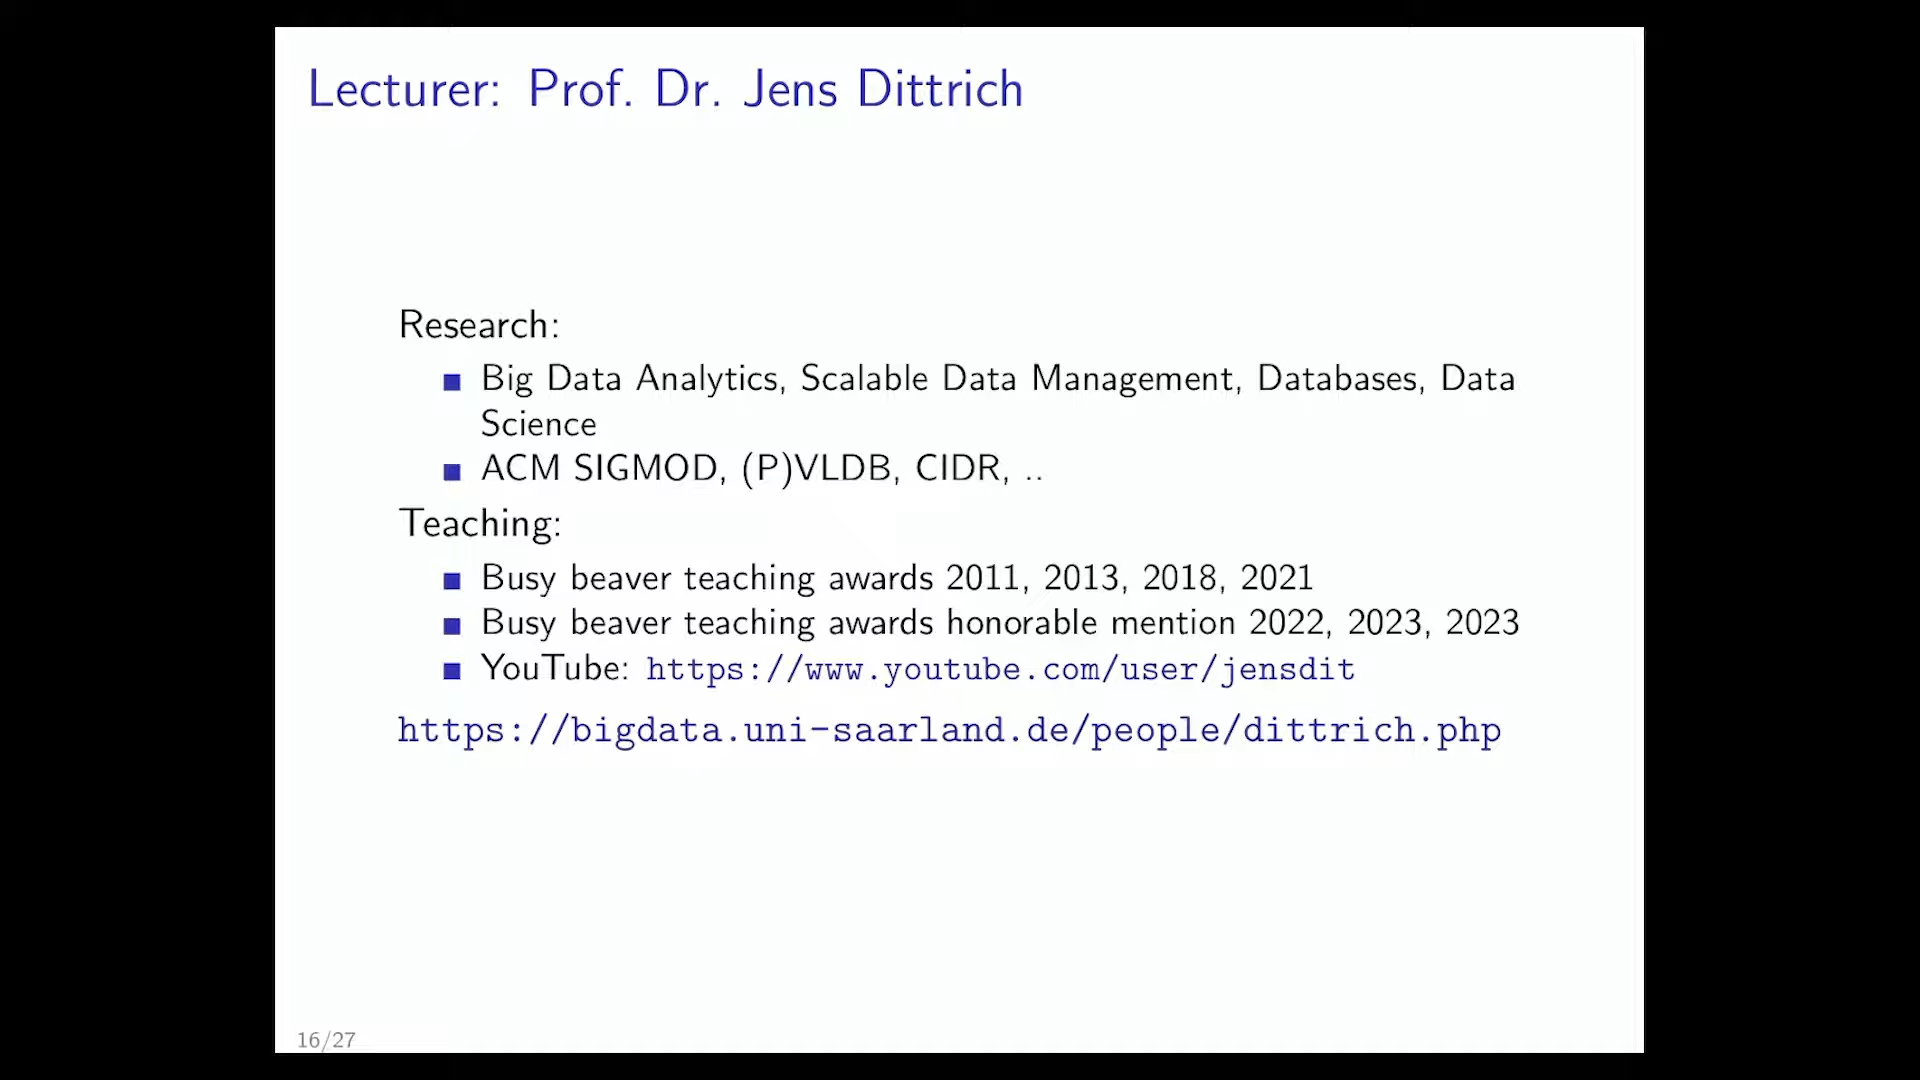 Lecturer: Prof. Dr. Jens Dittrich
Research:
Big Data Analytics, Scalable Data Management, Databases, Data
Science
ACM SIGMOD, (P)VLDB, CIDR, ..
Teaching:
Busy beaver teaching awards 2011, 2013, 2018, 2021
Busy beaver teaching awards honorable mention 2022, 2023, 2023
YouTube: https://www.youtube.com/user/jensdit
https://bigdata.uni-saarland.de/people/dittrich.php
16/27